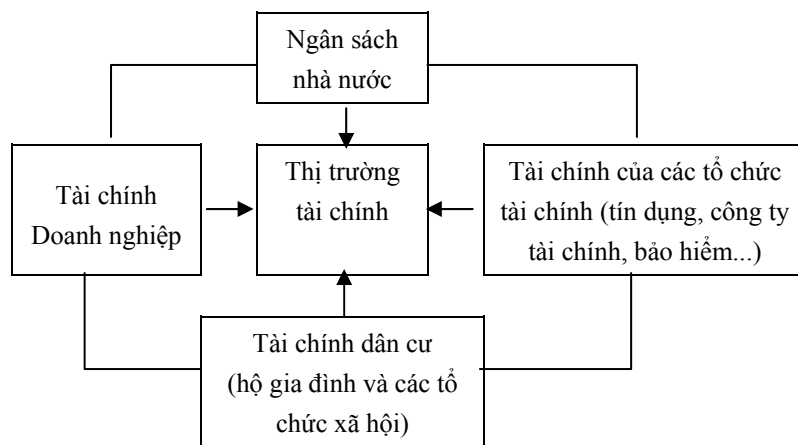 Ngân sách
nhà nước
Tài chính
Doanh nghiệp
Thị trường
tài chính
Tài chính của các tổ chức
tài chính (tín dụng, công ty
tài chính, bảo hiểm...)
Tài chính dân cư
(hộ gia đình và các tổ
chức xã hội)